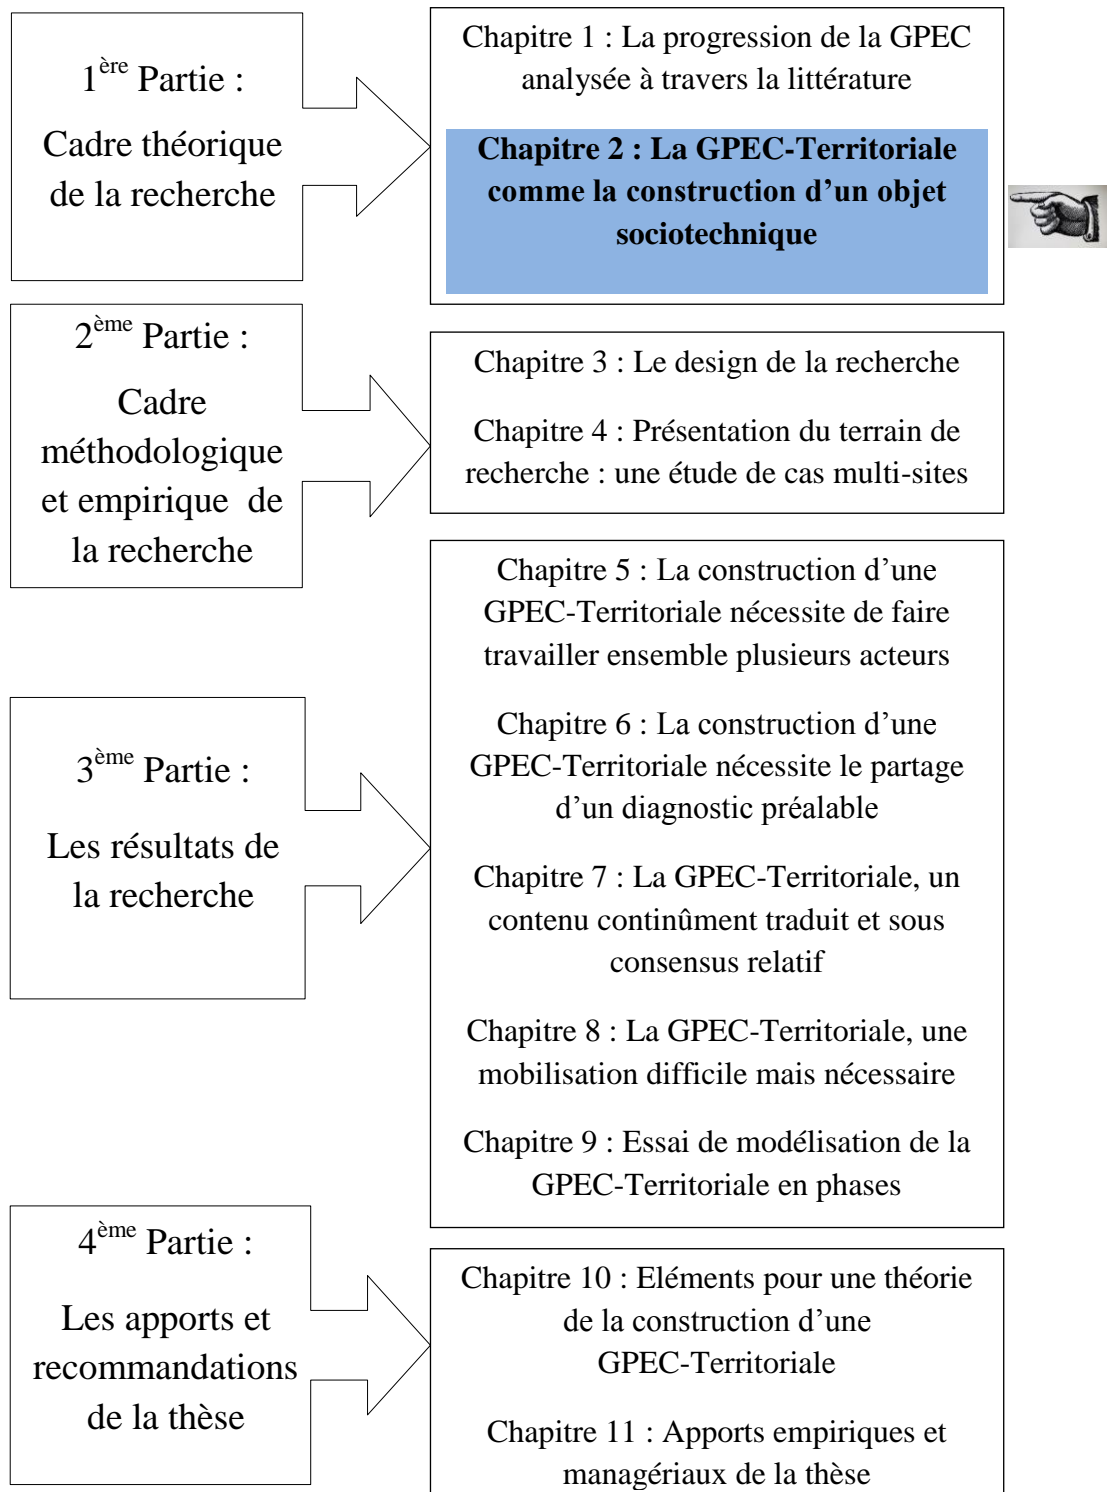 1ère Partie :
Cadre théorique
de la recherche
Chapitre 1 : La progression de la GPEC
analysée à travers la littérature
Chapitre 2 : La GPEC-Territoriale
comme la construction d’un objet
sociotechnique
2ème Partie :
Cadre
méthodologique
et empirique de
la recherche
Chapitre 3 : Le design de la recherche
Chapitre 4 : Présentation du terrain de
recherche : une étude de cas multi-sites
3ème Partie :
Les résultats de
la recherche
Chapitre 5 : La construction d’une
GPEC-Territoriale nécessite de faire
travailler ensemble plusieurs acteurs
Chapitre 6 : La construction d’une
GPEC-Territoriale nécessite le partage
d’un diagnostic préalable
Chapitre 7 : La GPEC-Territoriale, un
contenu continûment traduit et sous
consensus relatif
Chapitre 8 : La GPEC-Territoriale, une
mobilisation difficile mais nécessaire
Chapitre 9 : Essai de modélisation de la
GPEC-Territoriale en phases
4ème Partie :
Les apports et
recommandations
de la thèse
Chapitre 10 : Eléments pour une théorie
de la construction d’une
GPEC-Territoriale
Chapitre 11 : Apports empiriques et
managériaux de la thèse